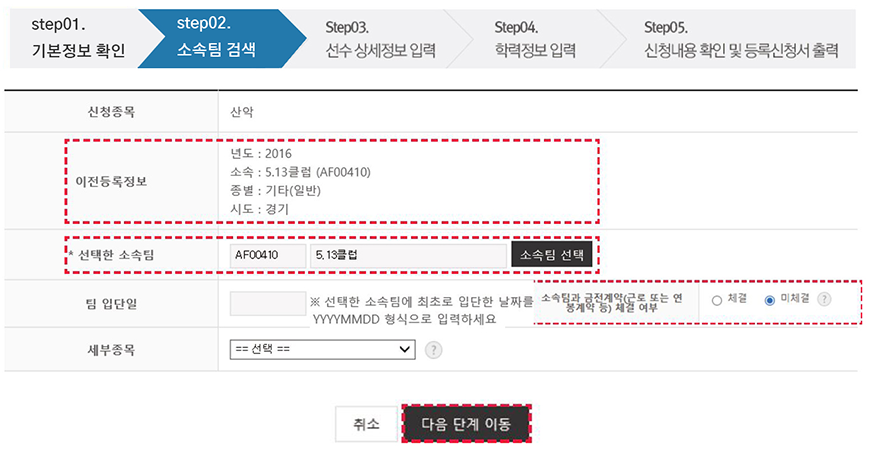 step01.
기본정보 확인
step02.
소속팀 검색
Step03.
선수 상세정보 입력
Step04.
학력정보 입력
Step05.
신청내용 확인 및 등록신청서 출력
신청종목
산악
이전등록정보
년도 : 2016
소속 : 5.13클럽 (AF00410)
종별 : 기타(일반)
시도 : 경기
* 선택한 소속팀
AF00410
5.13클럽
소속팀 선택
팀 입단일
※ 선택한 소속팀에 최초로 입단한 날짜를
YYYYMMDD 형식으로 입력하세요
소속팀과 금전계약(근로 또는 연
봉계약 등) 체결 여부
체결
미체결
?
세부종목
== 선택 ==
?
취소
다음 단계 이동